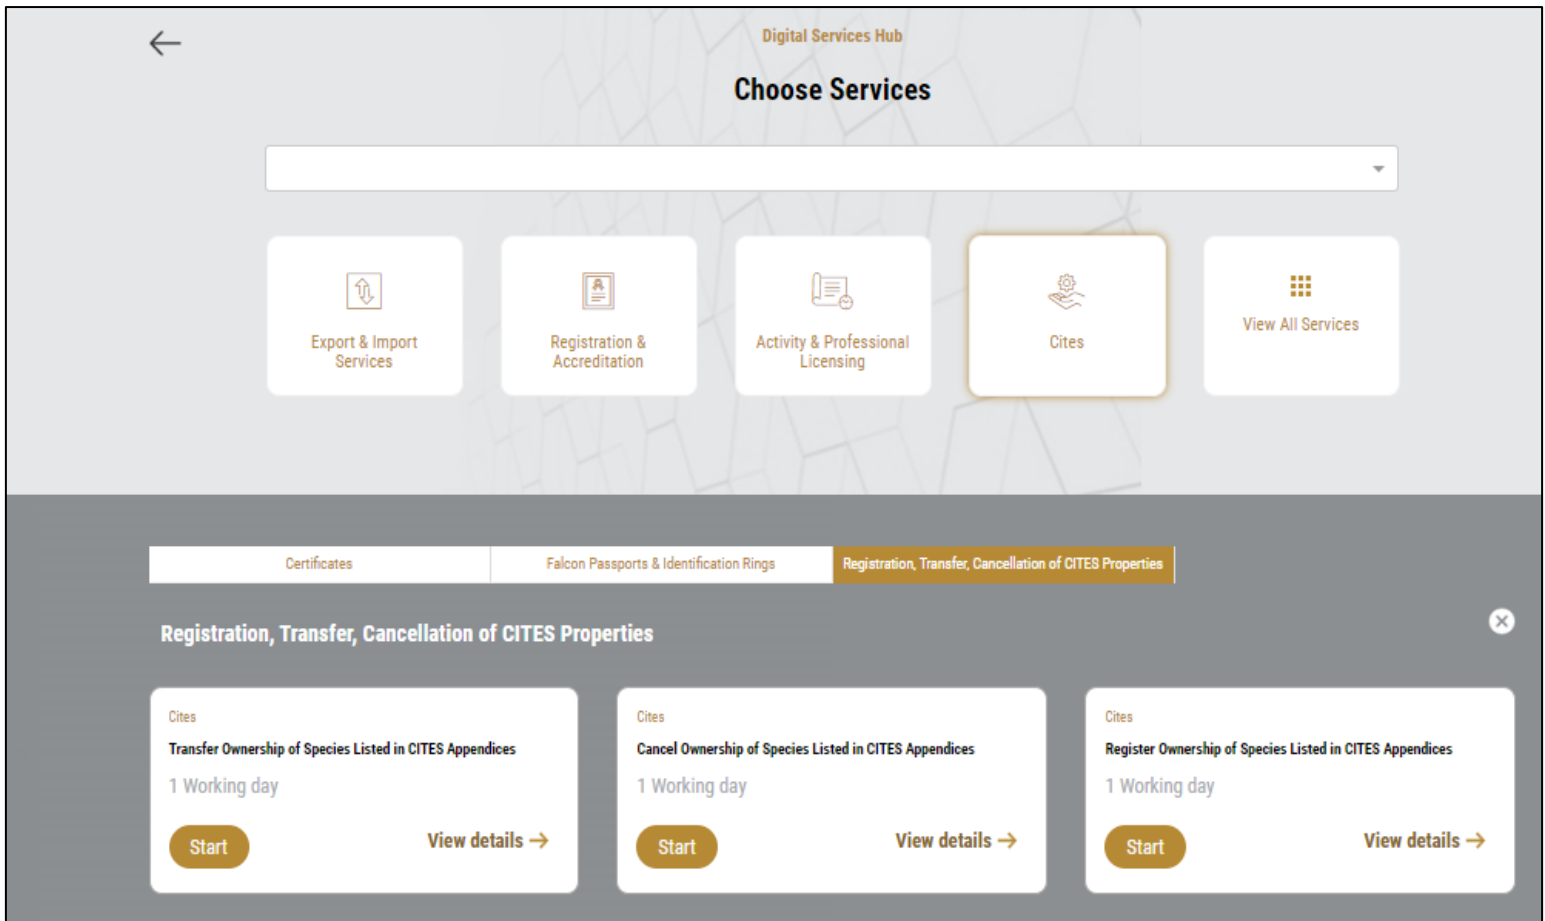 Digital Services Hub
Choose Services
Export & Import
Services
Registration &
Accreditation
Activity & Professional
Licensing
Cites
View All Services
Certificates
Falcon Passports & Identification Rings
Registration, Transfer, Cancellation of CITES Properties
Registration, Transfer, Cancellation of CITES Properties
Cites
Transfer Ownership of Species Listed in CITES Appendices
1 Working day
Start
View details →
Cites
Cancel Ownership of Species Listed in CITES Appendices
1 Working day
Start
View details →
Cites
Register Ownership of Species Listed in CITES Appendices
1 Working day
Start
View details →